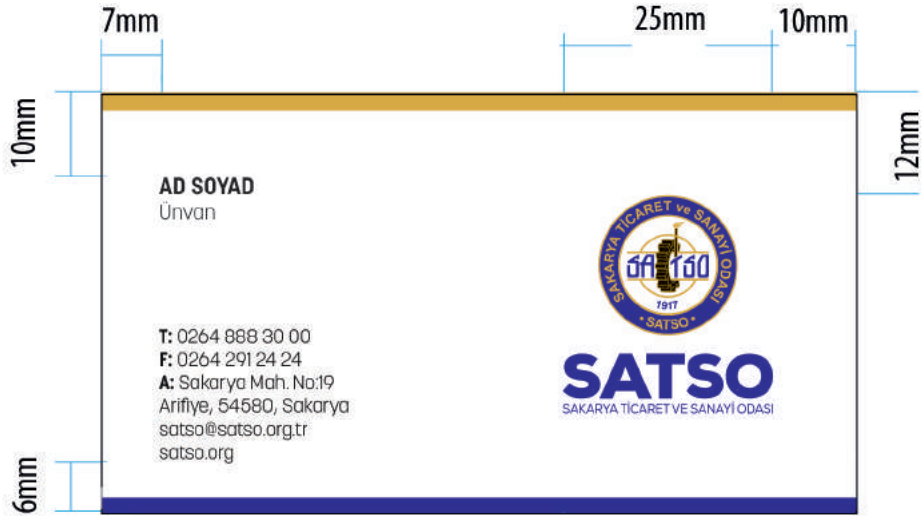 7mm
25mm
10mm
10mm
12mm
AD SOYAD
Ünvan
SAKARYA TİCARET ve SANAYİ ODASI
SATSO
1917
• SATSO •
T: 0264 888 30 00
F: 0264 291 24 24
A: Sakarya Mah. No:19
Arifiye, 54580, Sakarya
satso@satso.org.tr
satso.org
SATSO
SAKARYA TİCARET VE SANAYİ ODASI
6mm